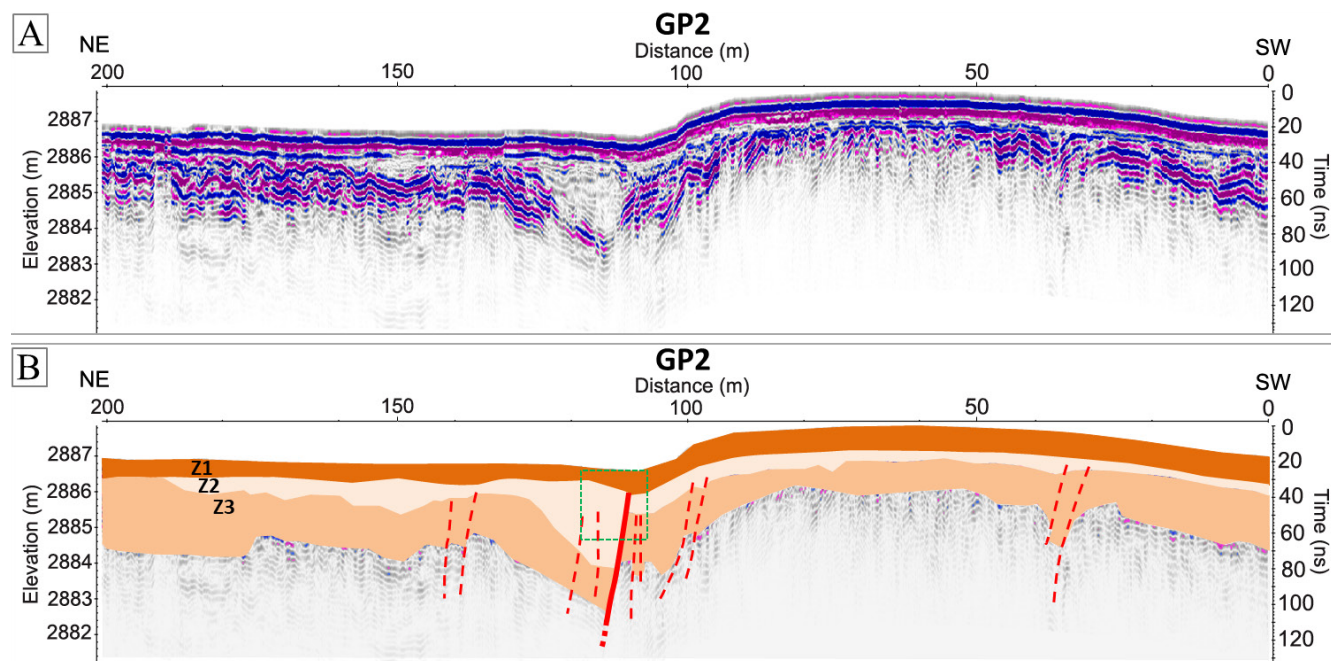 A
GP2
NE
Distance (m)
SW
200
150
100
50
0
Elevation (m)
2887
2886
2885
2884
2883
2882
Time (ns)
0
20
40
60
80
100
120
B
GP2
NE
Distance (m)
SW
200
150
100
50
0
Elevation (m)
2887
2886
2885
2884
2883
2882
Z1
Z2
Z3
Time (ns)
0
20
40
60
80
100
120